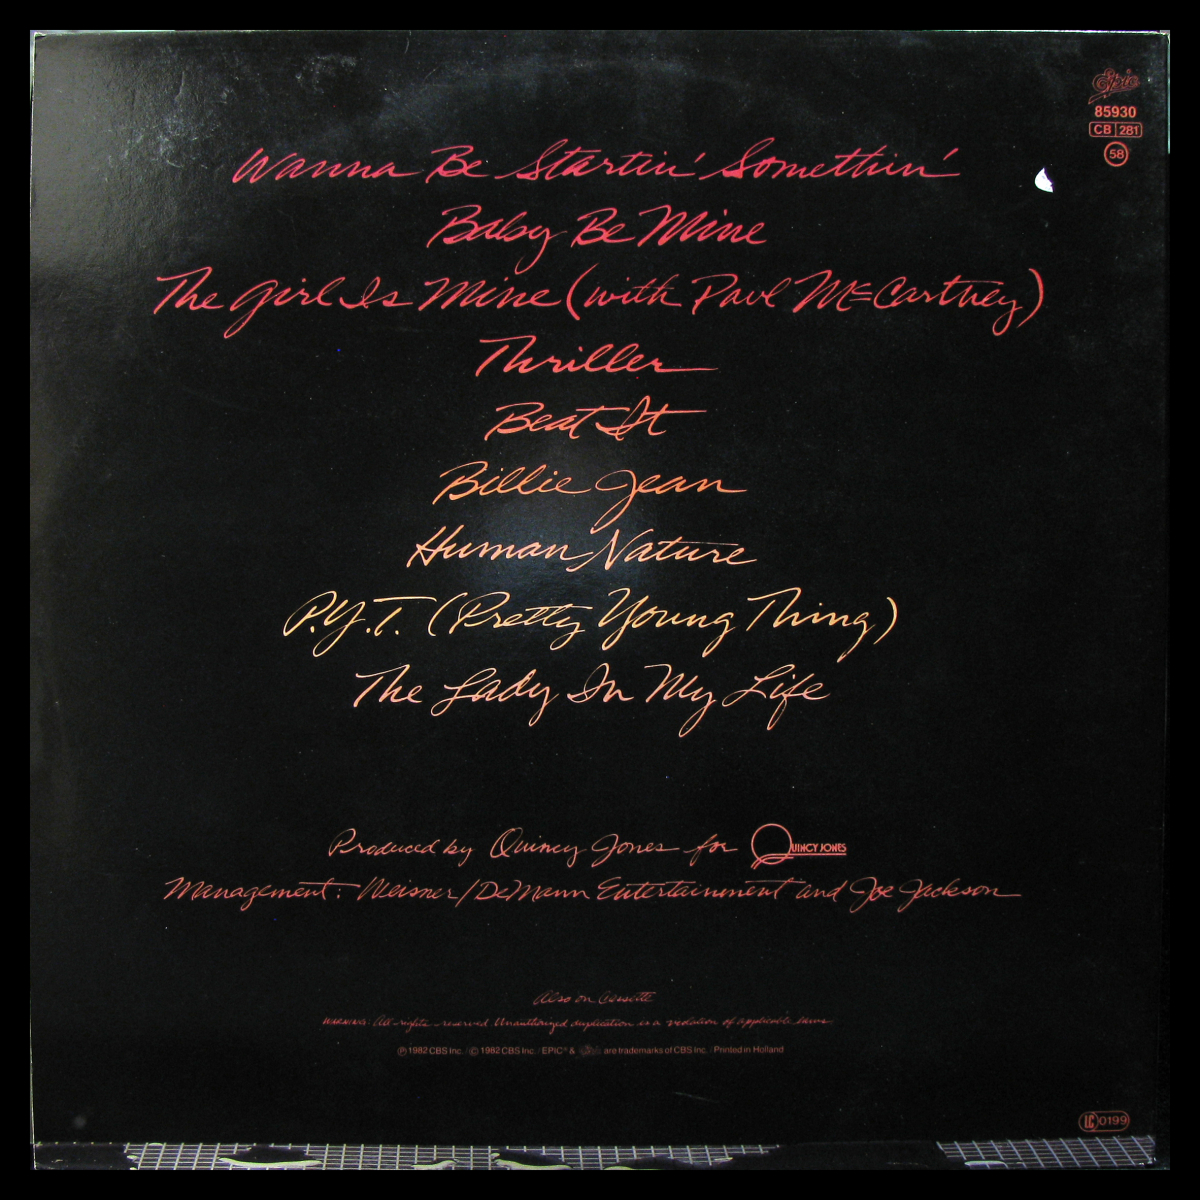 Epic
85930
CB 281
58
Wanna Be Startin' Somethin'
Baby Be Mine
The Girl Is Mine (with Paul McCartney)
Thriller
Beat It
Billie Jean
Human Nature
P.Y.T. (Pretty Young Thing)
The Lady In My Life
Produced by Quincy Jones for QUINCY JONES
Management: Weisner/DeMann Entertainment and Joe Jackson
Also on Cassette
WARNING: All rights reserved. Unauthorized duplication is a violation of applicable laws.
Ⓟ 1982 CBS Inc. / © 1982 CBS Inc. / EPIC® & Epic are trademarks of CBS Inc. / Printed in Holland
LC 0199